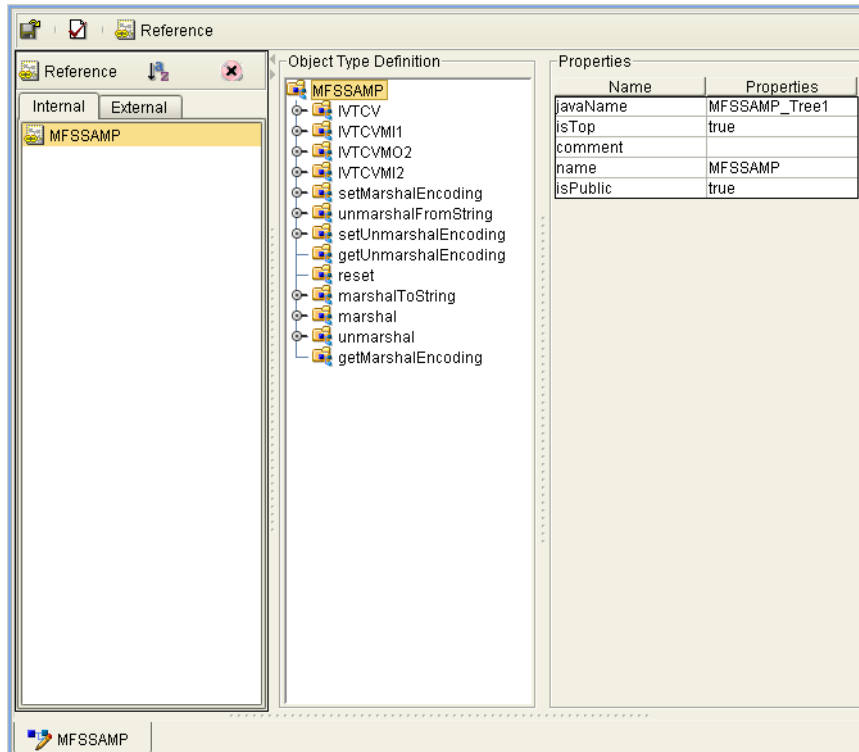 Reference
Reference
Internal External
MFSSAMP
Object Type Definition
MFSSAMP
IVTCV
IVTCVMI1
IVTCVMO2
IVTCVMI2
setMarshalEncoding
unmarshalFromString
setUnmarshalEncoding
getUnmarshalEncoding
reset
marshalToString
marshal
unmarshal
getMarshalEncoding
Properties
Name Properties
javaName MFSSAMP_Tree1
isTop true
comment
name MFSSAMP
isPublic true
MFSSAMP